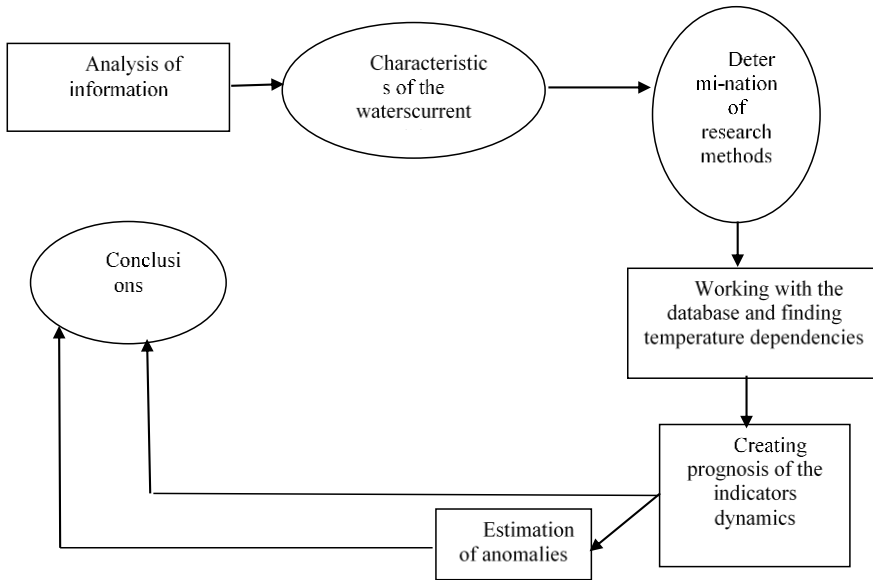 Analysis of
information
Characteristic
s of the
waterscurrent
Deter
mi-nation
of
research
methods
Working with the
database and finding
temperature dependencies
Creating
prognosis of the
indicators
dynamics
Estimation
of anomalies
Conclusi
ons